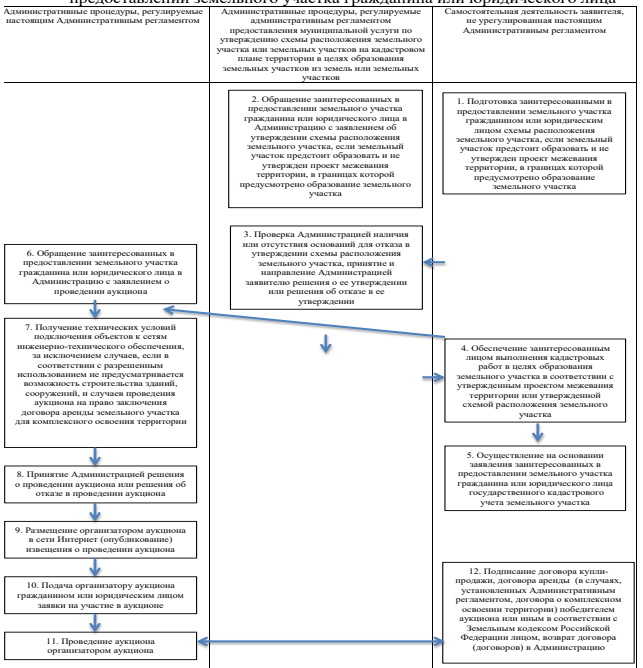 предоставлении земельного участка гражданина или юридического лица
Административные процедуры, регулируемые
настоящим Административным регламентом
Административные процедуры, регулируемые
административным регламентом
предоставления муниципальной услуги по
утверждению схемы расположения земельного
участка или земельных участков на кадастровом
плане территории в целях образования
земельных участков из земель или земельных
участков
Самостоятельная деятельность заявителя,
не урегулированная настоящим
Административным регламентом
2. Обращение заинтересованных в
предоставлении земельного участка
гражданина или юридического лица в
Администрацию с заявлением об
утверждении схемы расположения
земельного участка, если земельный
участок предстоит образовать и не
утвержден проект межевания
территории, в границах которой
предусмотрено образование земельного
участка
1. Подготовка заинтересованными в
предоставлении земельного участка
гражданином или юридическим
лицом схемы расположения
земельного участка, если земельный
участок предстоит образовать и не
утвержден проект межевания
территории, в границах которой
предусмотрено образование
земельного участка
3. Проверка Администрацией наличия
или отсутствия оснований для отказа в
утверждении схемы расположения
земельного участка, принятие и
направление Администрацией
заявителю решения о ее утверждении
или решения об отказе в ее
утверждении
6. Обращение заинтересованных в
предоставлении земельного участка
гражданина или юридического лица в
Администрацию с заявлением о
проведении аукциона
7. Получение технических условий
подключения объектов к сетям
инженерно-технического обеспечения,
за исключением случаев, если в
соответствии с разрешенным
использованием не предусматривается
возможность строительства зданий,
сооружений, и случаев проведения
аукциона на право заключения
договора аренды земельного участка
для комплексного освоения территории
4. Обеспечение заинтересованным
лицом выполнения кадастровых
работ в целях образования
земельного участка в соответствии с
утвержденным проектом межевания
территории или утвержденной
схемой расположения земельного
участка
5. Осуществление на основании
заявления заинтересованных в
предоставлении земельного участка
гражданина или юридического лица
государственного кадастрового
учета земельного участка
8. Принятие Администрацией решения
о проведении аукциона или решения об
отказе в проведении аукциона
9. Размещение организатором аукциона
в сети Интернет (опубликование)
извещения о проведении аукциона
10. Подача организатору аукциона
гражданином или юридическим лицом
заявки на участие в аукционе
11. Проведение аукциона
организатором аукциона
12. Подписание договора купли-
продажи, договора аренды (в случаях,
установленных Административным
регламентом, договора о комплексном
освоении территории) победителем
аукциона или иным в соответствии с
Земельным кодексом Российской
Федерации лицом, возврат договора
(договоров) в Администрацию